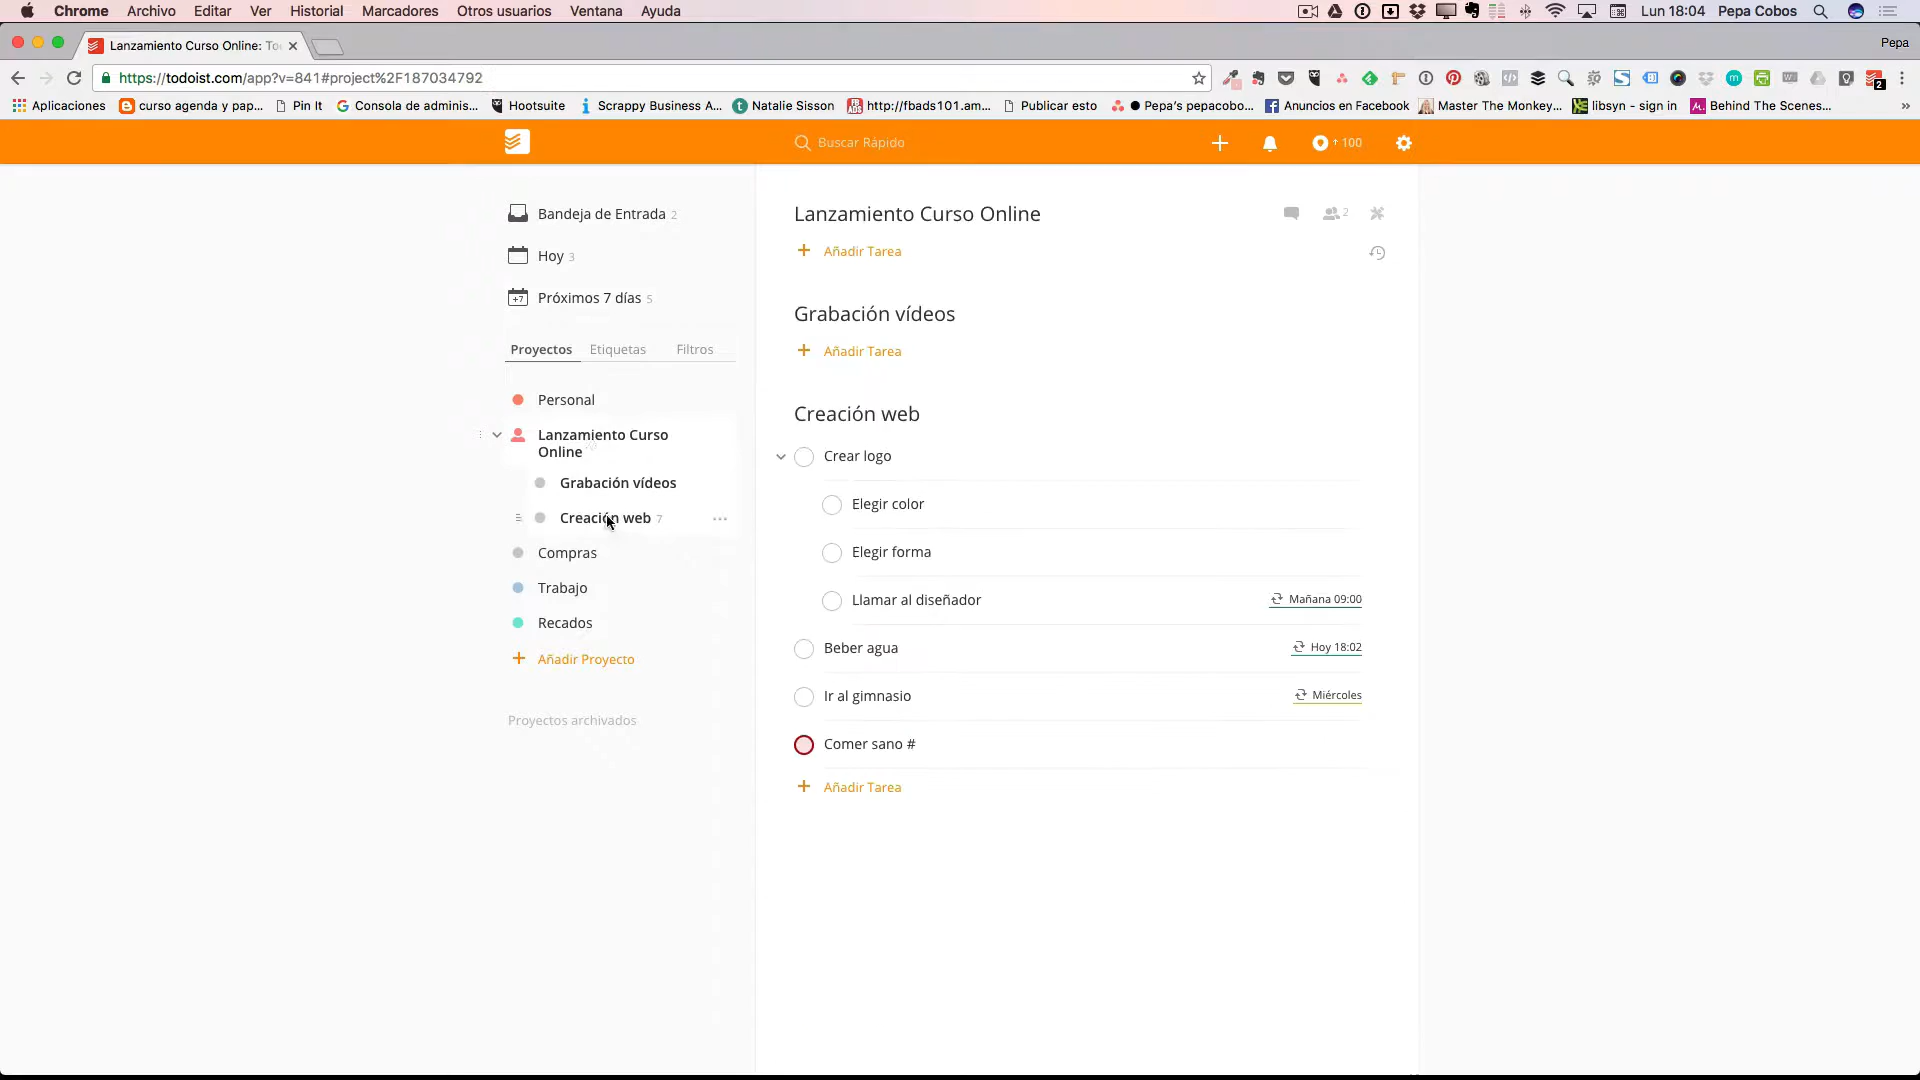 Chrome Archivo Editar Ver Historial Marcadores Otros usuarios Ventana Ayuda Lun 18:04 Pepa Cobos
Lanzamiento Curso Online: To Pepa
https://todoist.com/app?v=841#project%2F187034792
Aplicaciones curso agenda y pap... Pin It Consola de adminis... Hootsuite Scrappy Business A... Natalie Sisson http://fbads101.am... Publicar esto Pepa's pepacobo... Anuncios en Facebook Master The Monkey... libsyn - sign in Behind The Scenes... »
Buscar Rápido 100
Bandeja de Entrada 2
Hoy 3
Próximos 7 días 5
Proyectos Etiquetas Filtros
Personal
Lanzamiento Curso
Online
Grabación vídeos
Creación web 7
Compras
Trabajo
Recados
+ Añadir Proyecto
Proyectos archivados
Lanzamiento Curso Online 2
+ Añadir Tarea
Grabación vídeos
+ Añadir Tarea
Creación web
Crear logo
Elegir color
Elegir forma
Llamar al diseñador Mañana 09:00
Beber agua Hoy 18:02
Ir al gimnasio Miércoles
Comer sano #
+ Añadir Tarea